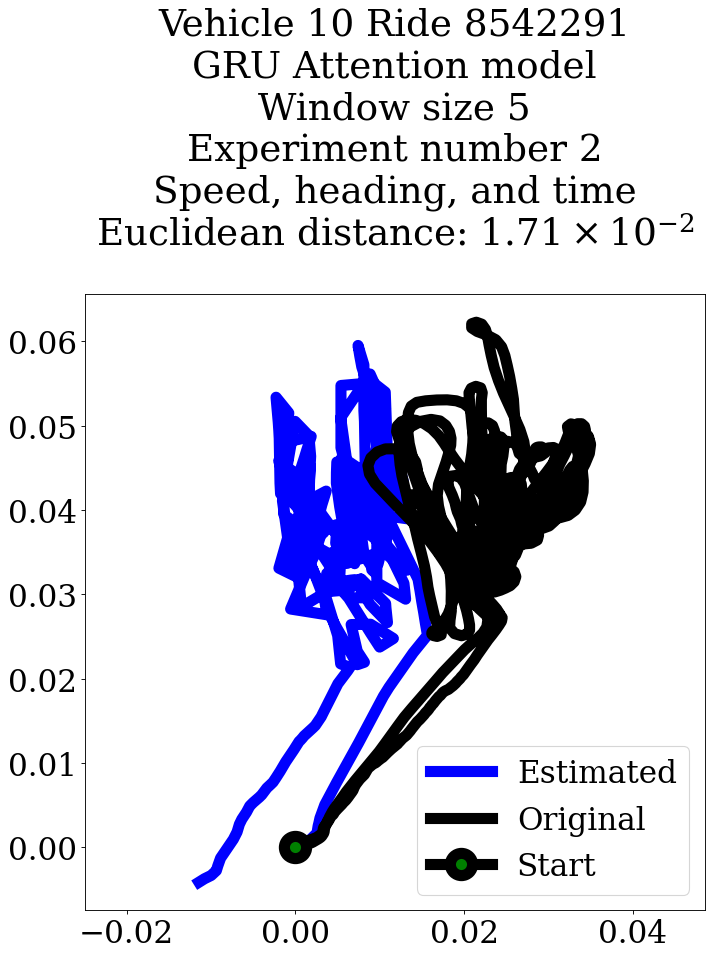 Vehicle 10 Ride 8542291
GRU Attention model
Window size 5
Experiment number 2
Speed, heading, and time
Euclidean distance: 1.71 × 10⁻²
0.06
0.05
0.04
0.03
0.02
0.01
0.00
Estimated
Original
Start
−0.02 0.00 0.02 0.04